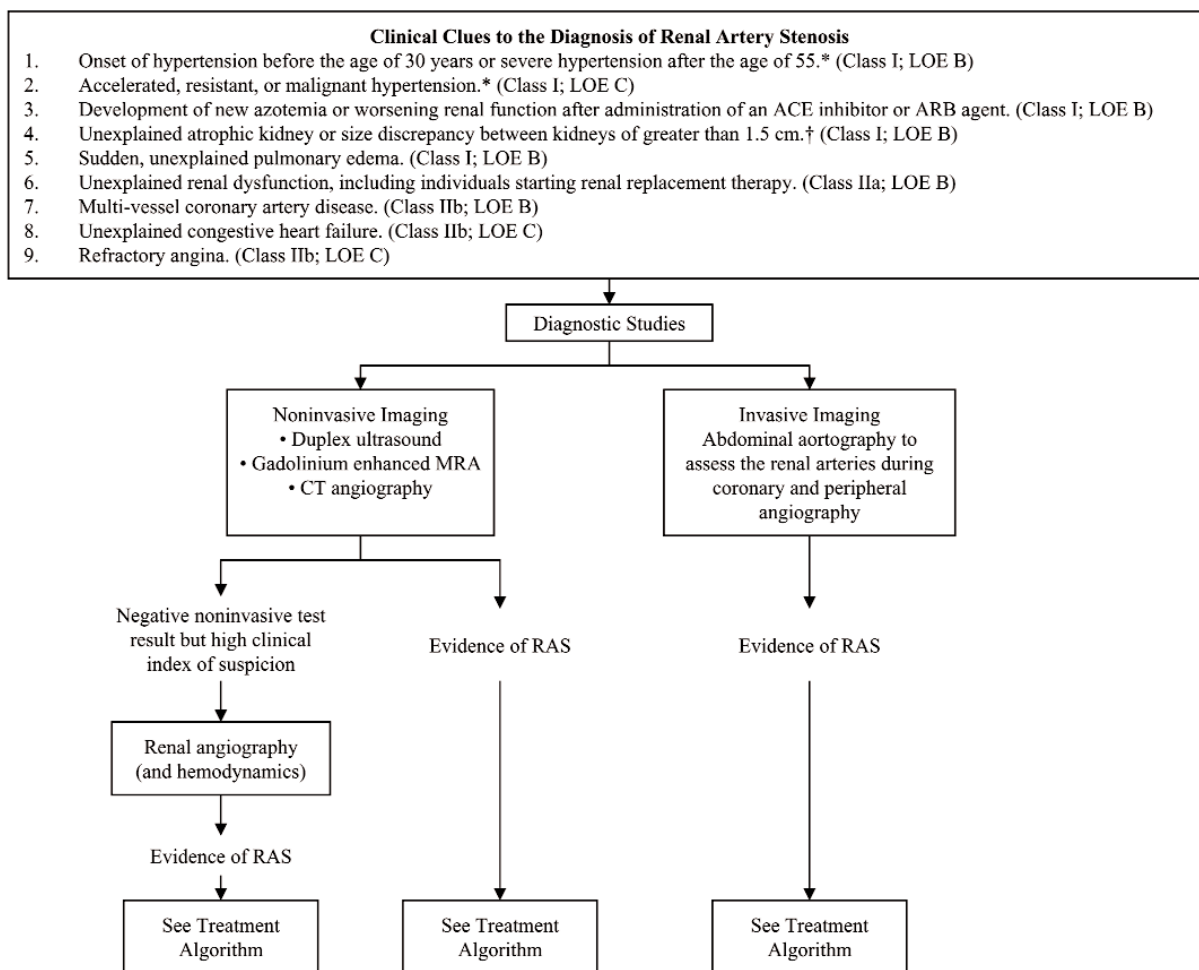 Clinical Clues to the Diagnosis of Renal Artery Stenosis
1. Onset of hypertension before the age of 30 years or severe hypertension after the age of 55.* (Class I; LOE B)
2. Accelerated, resistant, or malignant hypertension.* (Class I; LOE C)
3. Development of new azotemia or worsening renal function after administration of an ACE inhibitor or ARB agent. (Class I; LOE B)
4. Unexplained atrophic kidney or size discrepancy between kidneys of greater than 1.5 cm.† (Class I; LOE B)
5. Sudden, unexplained pulmonary edema. (Class I; LOE B)
6. Unexplained renal dysfunction, including individuals starting renal replacement therapy. (Class IIa; LOE B)
7. Multi-vessel coronary artery disease. (Class IIb; LOE B)
8. Unexplained congestive heart failure. (Class IIb; LOE C)
9. Refractory angina. (Class IIb; LOE C)
Diagnostic Studies
Noninvasive Imaging
• Duplex ultrasound
• Gadolinium enhanced MRA
• CT angiography
Invasive Imaging
Abdominal aortography to
assess the renal arteries during
coronary and peripheral
angiography
Negative noninvasive test
result but high clinical
index of suspicion
Evidence of RAS
Evidence of RAS
Renal angiography
(and hemodynamics)
Evidence of RAS
See Treatment
Algorithm
See Treatment
Algorithm
See Treatment
Algorithm